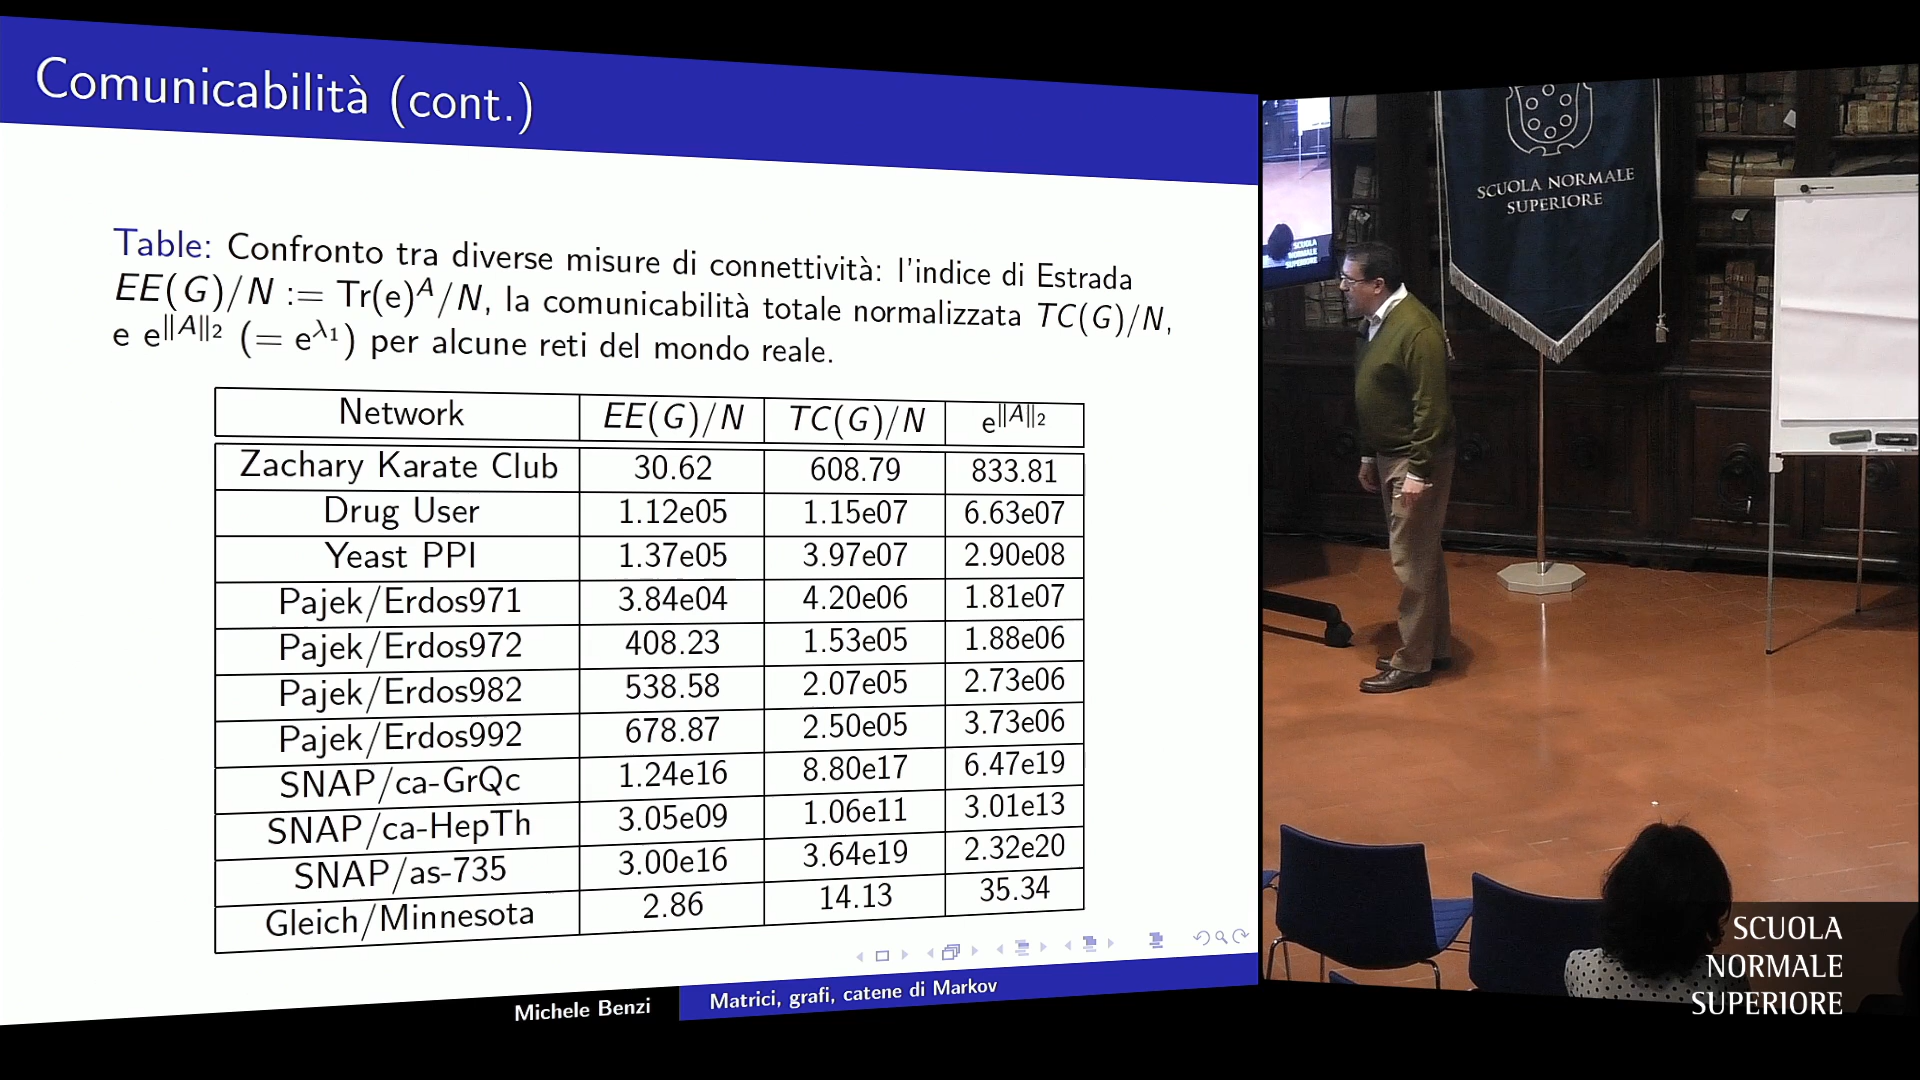 Comunicabilità (cont.)
Table: Confronto tra diverse misure di connettività: l'indice di Estrada
EE(G)/N := Tr(e)^A/N, la comunicabilità totale normalizzata TC(G)/N,
e e^‖A‖₂ (= e^λ₁) per alcune reti del mondo reale.
Network EE(G)/N TC(G)/N e^‖A‖₂
Zachary Karate Club 30.62 608.79 833.81
Drug User 1.12e05 1.15e07 6.63e07
Yeast PPI 1.37e05 3.97e07 2.90e08
Pajek/Erdos971 3.84e04 4.20e06 1.81e07
Pajek/Erdos972 408.23 1.53e05 1.88e06
Pajek/Erdos982 538.58 2.07e05 2.73e06
Pajek/Erdos992 678.87 2.50e05 3.73e06
SNAP/ca-GrQc 1.24e16 8.80e17 6.47e19
SNAP/ca-HepTh 3.05e09 1.06e11 3.01e13
SNAP/as-735 3.00e16 3.64e19 2.32e20
Gleich/Minnesota 2.86 14.13 35.34
Michele Benzi Matrici, grafi, catene di Markov
SCUOLA NORMALE
SUPERIORE
SCUOLA
NORMALE
SUPERIORE
SCUOLA
NORMALE
SUPERIORE